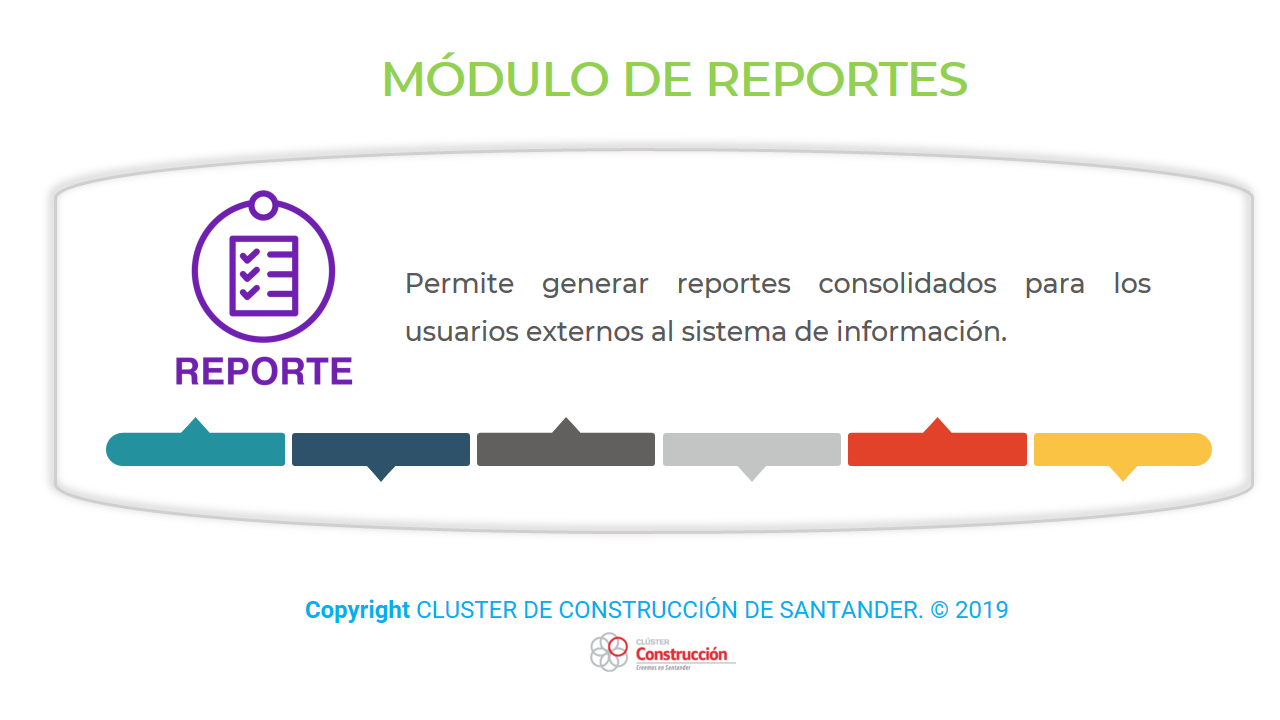 MÓDULO DE REPORTES
REPORTE
Permite generar reportes consolidados para los
usuarios externos al sistema de información.
Copyright CLUSTER DE CONSTRUCCIÓN DE SANTANDER. © 2019
CLÚSTER
Construcción
Creemos en Santander